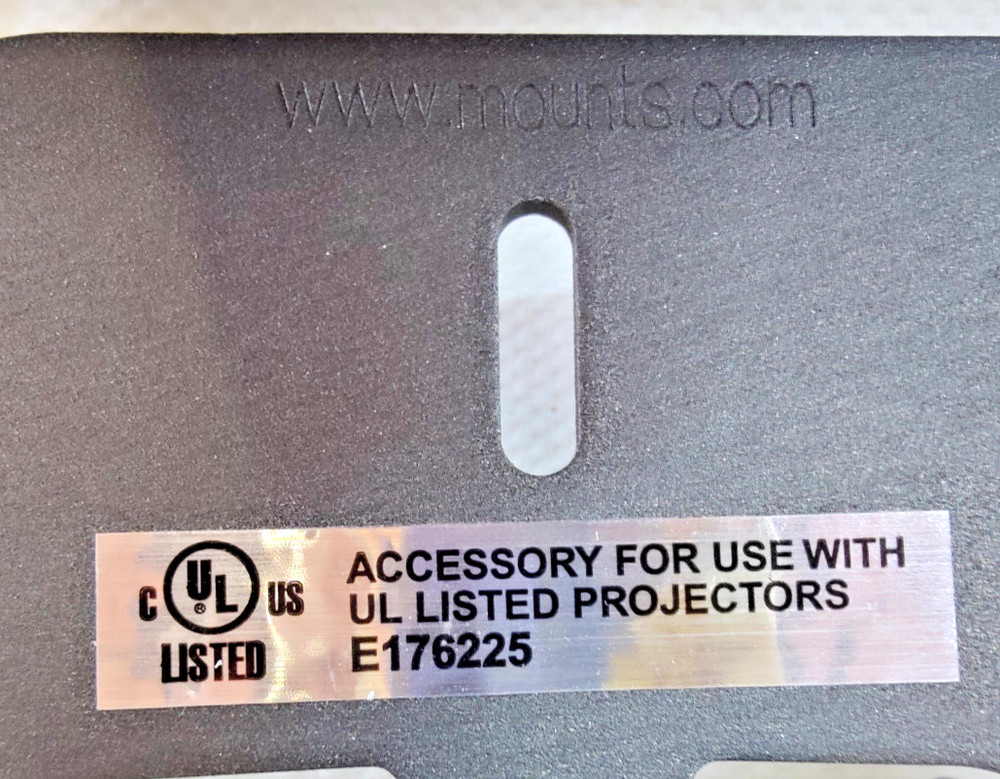 www.mounts.com
C UL® US
LISTED
ACCESSORY FOR USE WITH
UL LISTED PROJECTORS
E176225